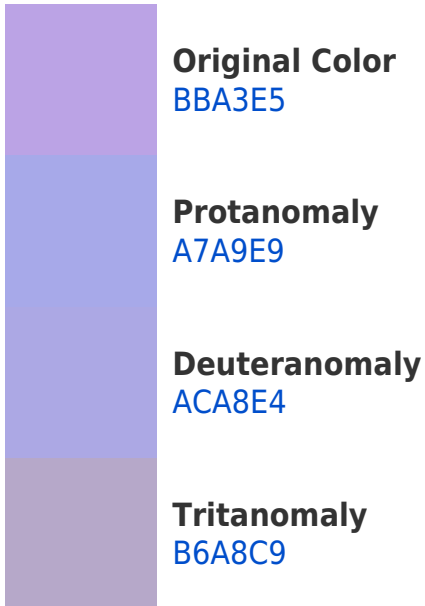 Original Color
BBA3E5
Protanomaly
A7A9E9
Deuteranomaly
ACA8E4
Tritanomaly
B6A8C9